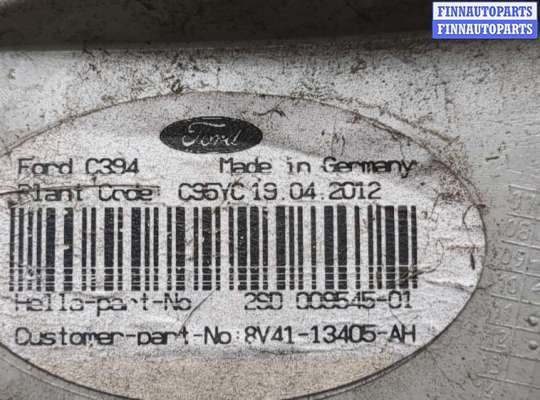 FINNAUTOPARTS
FINNAUTOPARTS
Ford
Ford C394 Made in Germany
Plant Code C95YC 19.04.2012
Hella-part-No 2SD 009545-01
Customer-part-No: 8V41-13405-AH